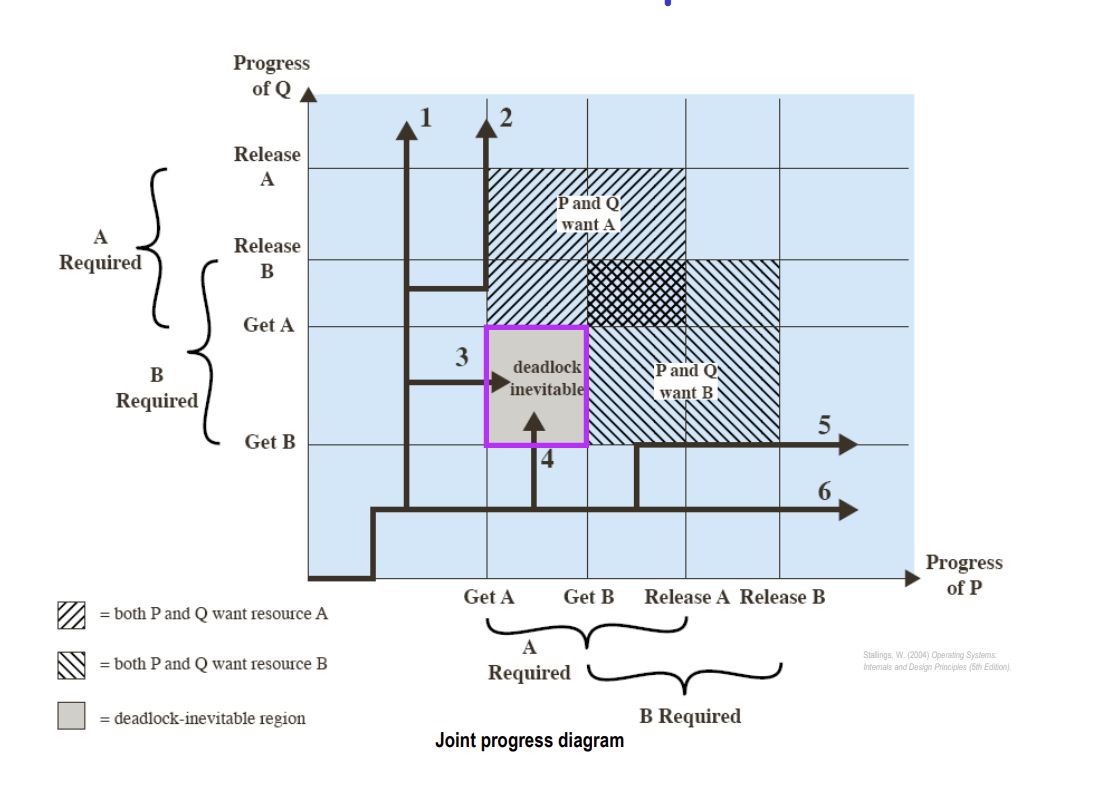 Progress
of Q
1
2
Release
A
P and Q
want A
A
Required
Release
B
Get A
3
deadlock
inevitable
P and Q
want B
B
Required
Get B
4
5
6
Progress
of P
Get A Get B Release A Release B
A
Required
B Required
= both P and Q want resource A
= both P and Q want resource B
= deadlock-inevitable region
Stallings, W. (2004) Operating Systems:
Internals and Design Principles (5th Edition).
Joint progress diagram